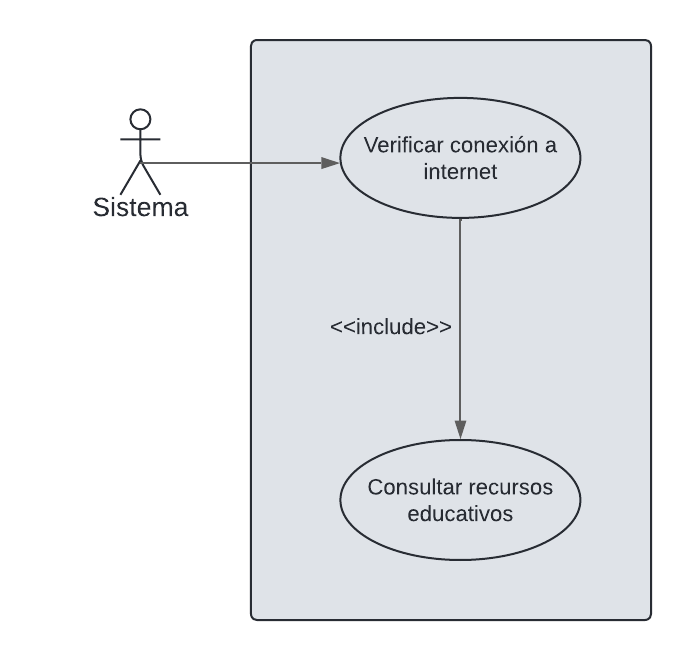 Verificar conexión a
internet
Sistema
<<include>>
Consultar recursos
educativos